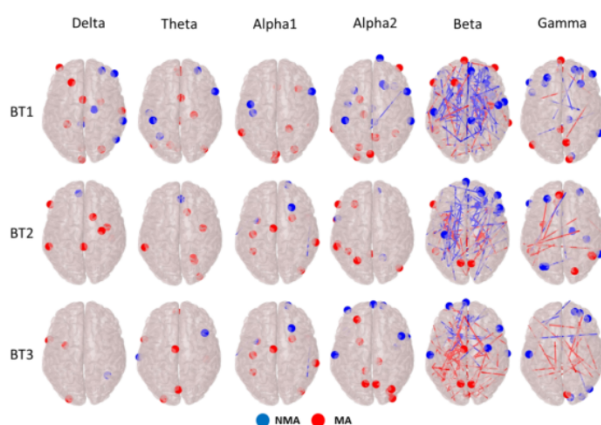 Delta Theta Alpha1 Alpha2 Beta Gamma
BT1
BT2
BT3
NMA MA